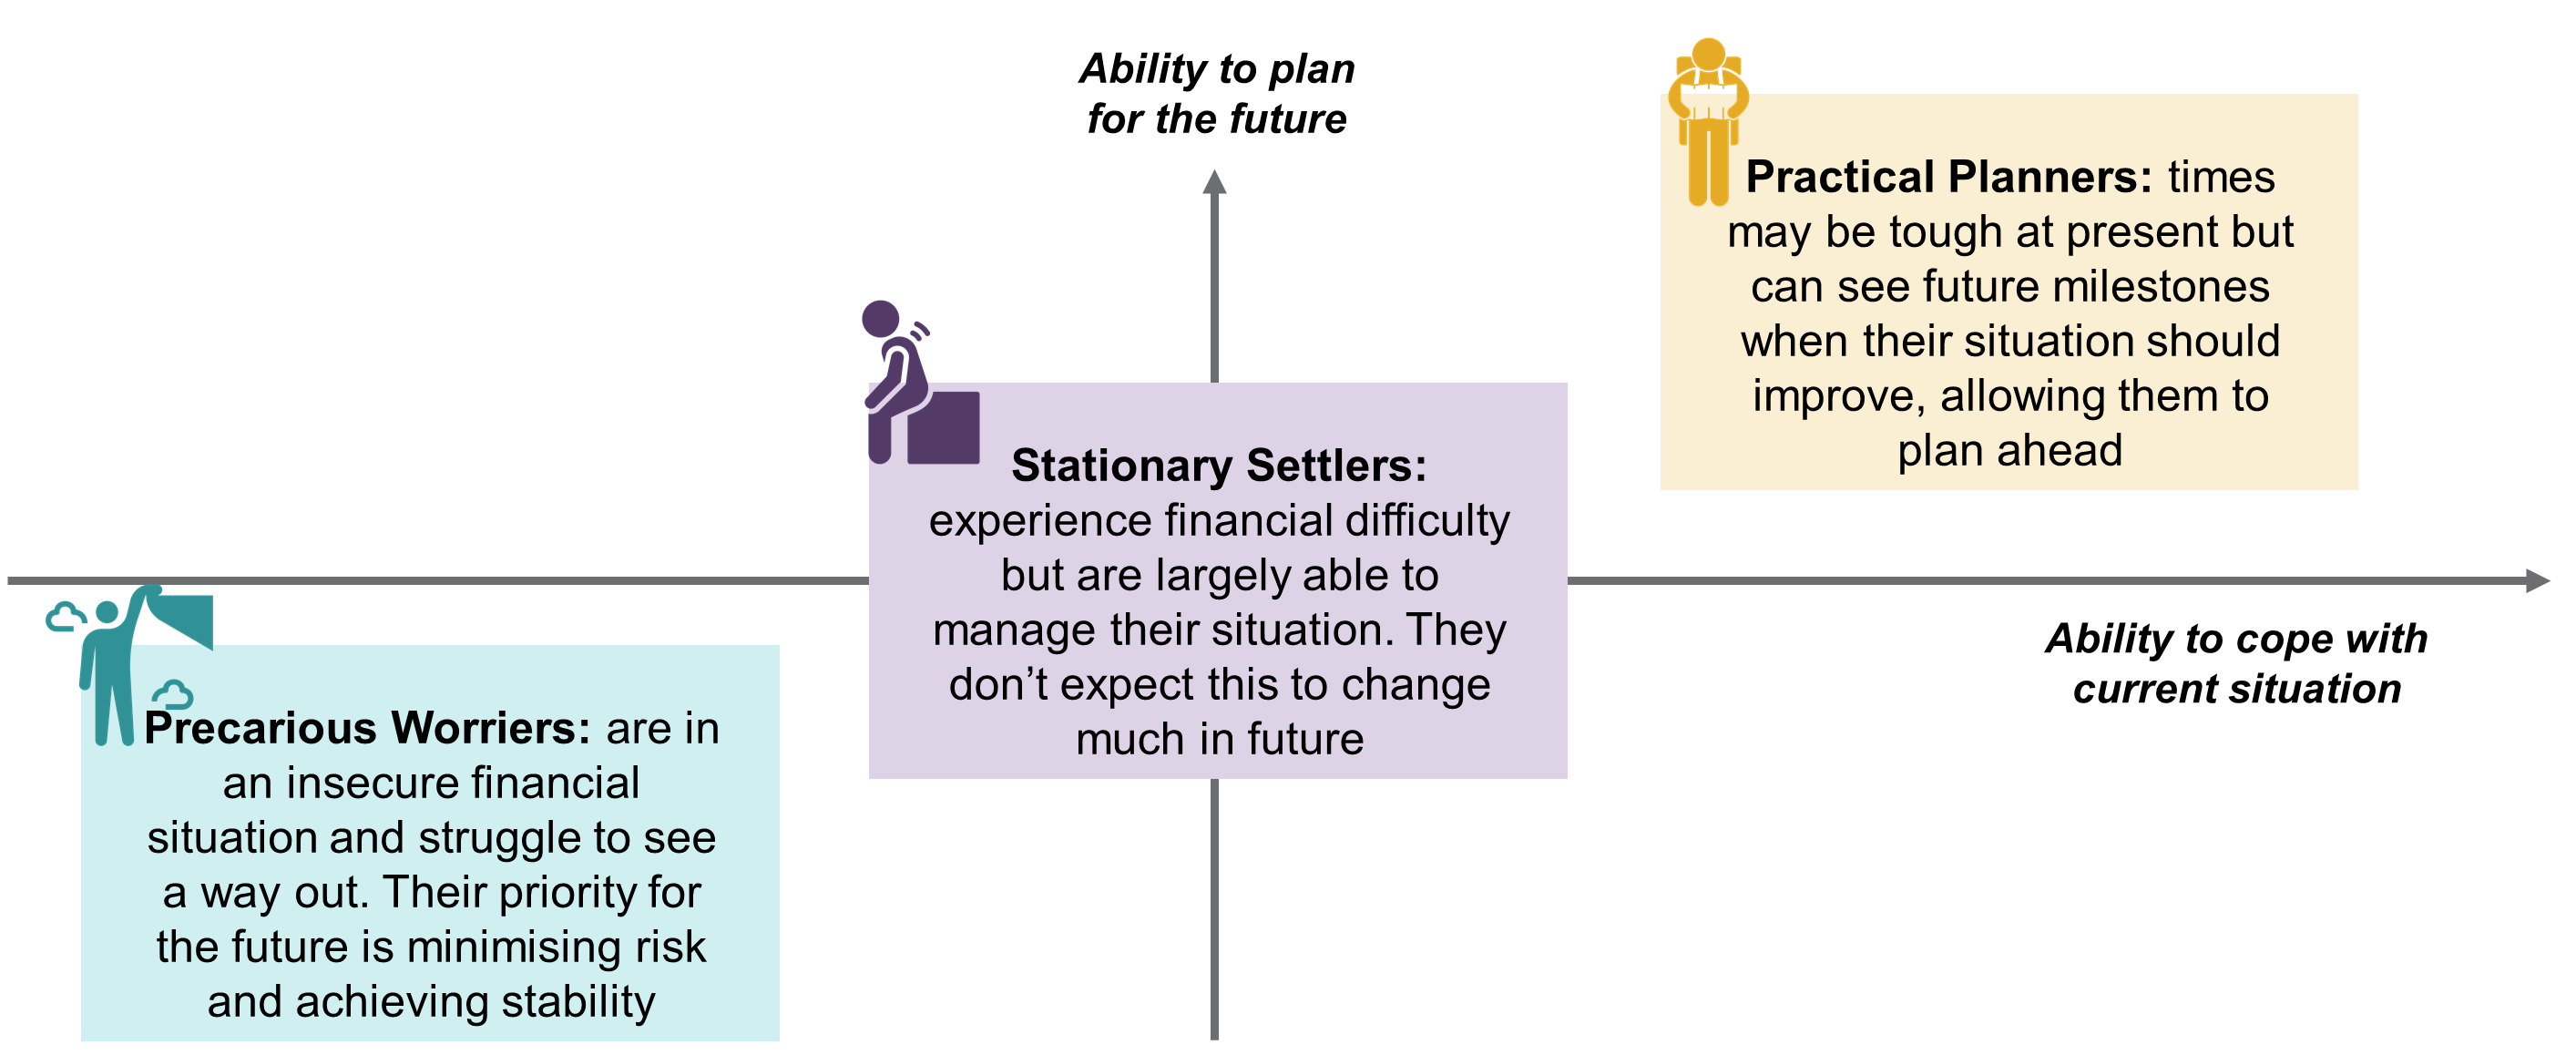 Ability to plan
for the future
Practical Planners: times
may be tough at present but
can see future milestones
when their situation should
improve, allowing them to
plan ahead
Stationary Settlers:
experience financial difficulty
but are largely able to
manage their situation. They
don’t expect this to change
much in future
Ability to cope with
current situation
Precarious Worriers: are in
an insecure financial
situation and struggle to see
a way out. Their priority for
the future is minimising risk
and achieving stability